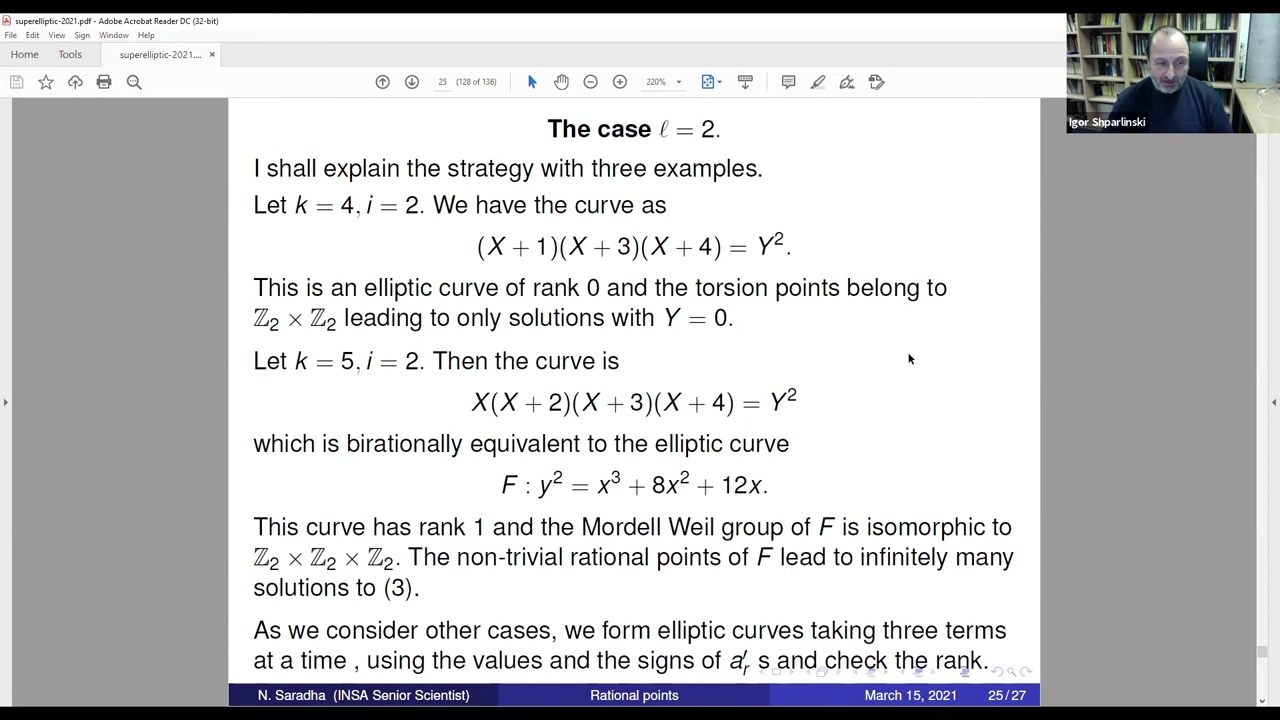 superelliptic-2021.pdf - Adobe Acrobat Reader DC (32-bit)
File Edit View Sign Window Help
Home Tools superelliptic-2021.... ×
25 (128 of 136) 220%
Igor Shparlinski
The case ℓ = 2.
I shall explain the strategy with three examples.
Let k = 4, i = 2. We have the curve as
(X + 1)(X + 3)(X + 4) = Y².
This is an elliptic curve of rank 0 and the torsion points belong to
ℤ₂ × ℤ₂ leading to only solutions with Y = 0.
Let k = 5, i = 2. Then the curve is
X(X + 2)(X + 3)(X + 4) = Y²
which is birationally equivalent to the elliptic curve
F : y² = x³ + 8x² + 12x.
This curve has rank 1 and the Mordell Weil group of F is isomorphic to
ℤ₂ × ℤ₂ × ℤ₂. The non-trivial rational points of F lead to infinitely many
solutions to (3).
As we consider other cases, we form elliptic curves taking three terms
at a time , using the values and the signs of a′ᵣ s and check the rank.
N. Saradha (INSA Senior Scientist) Rational points March 15, 2021 25/27